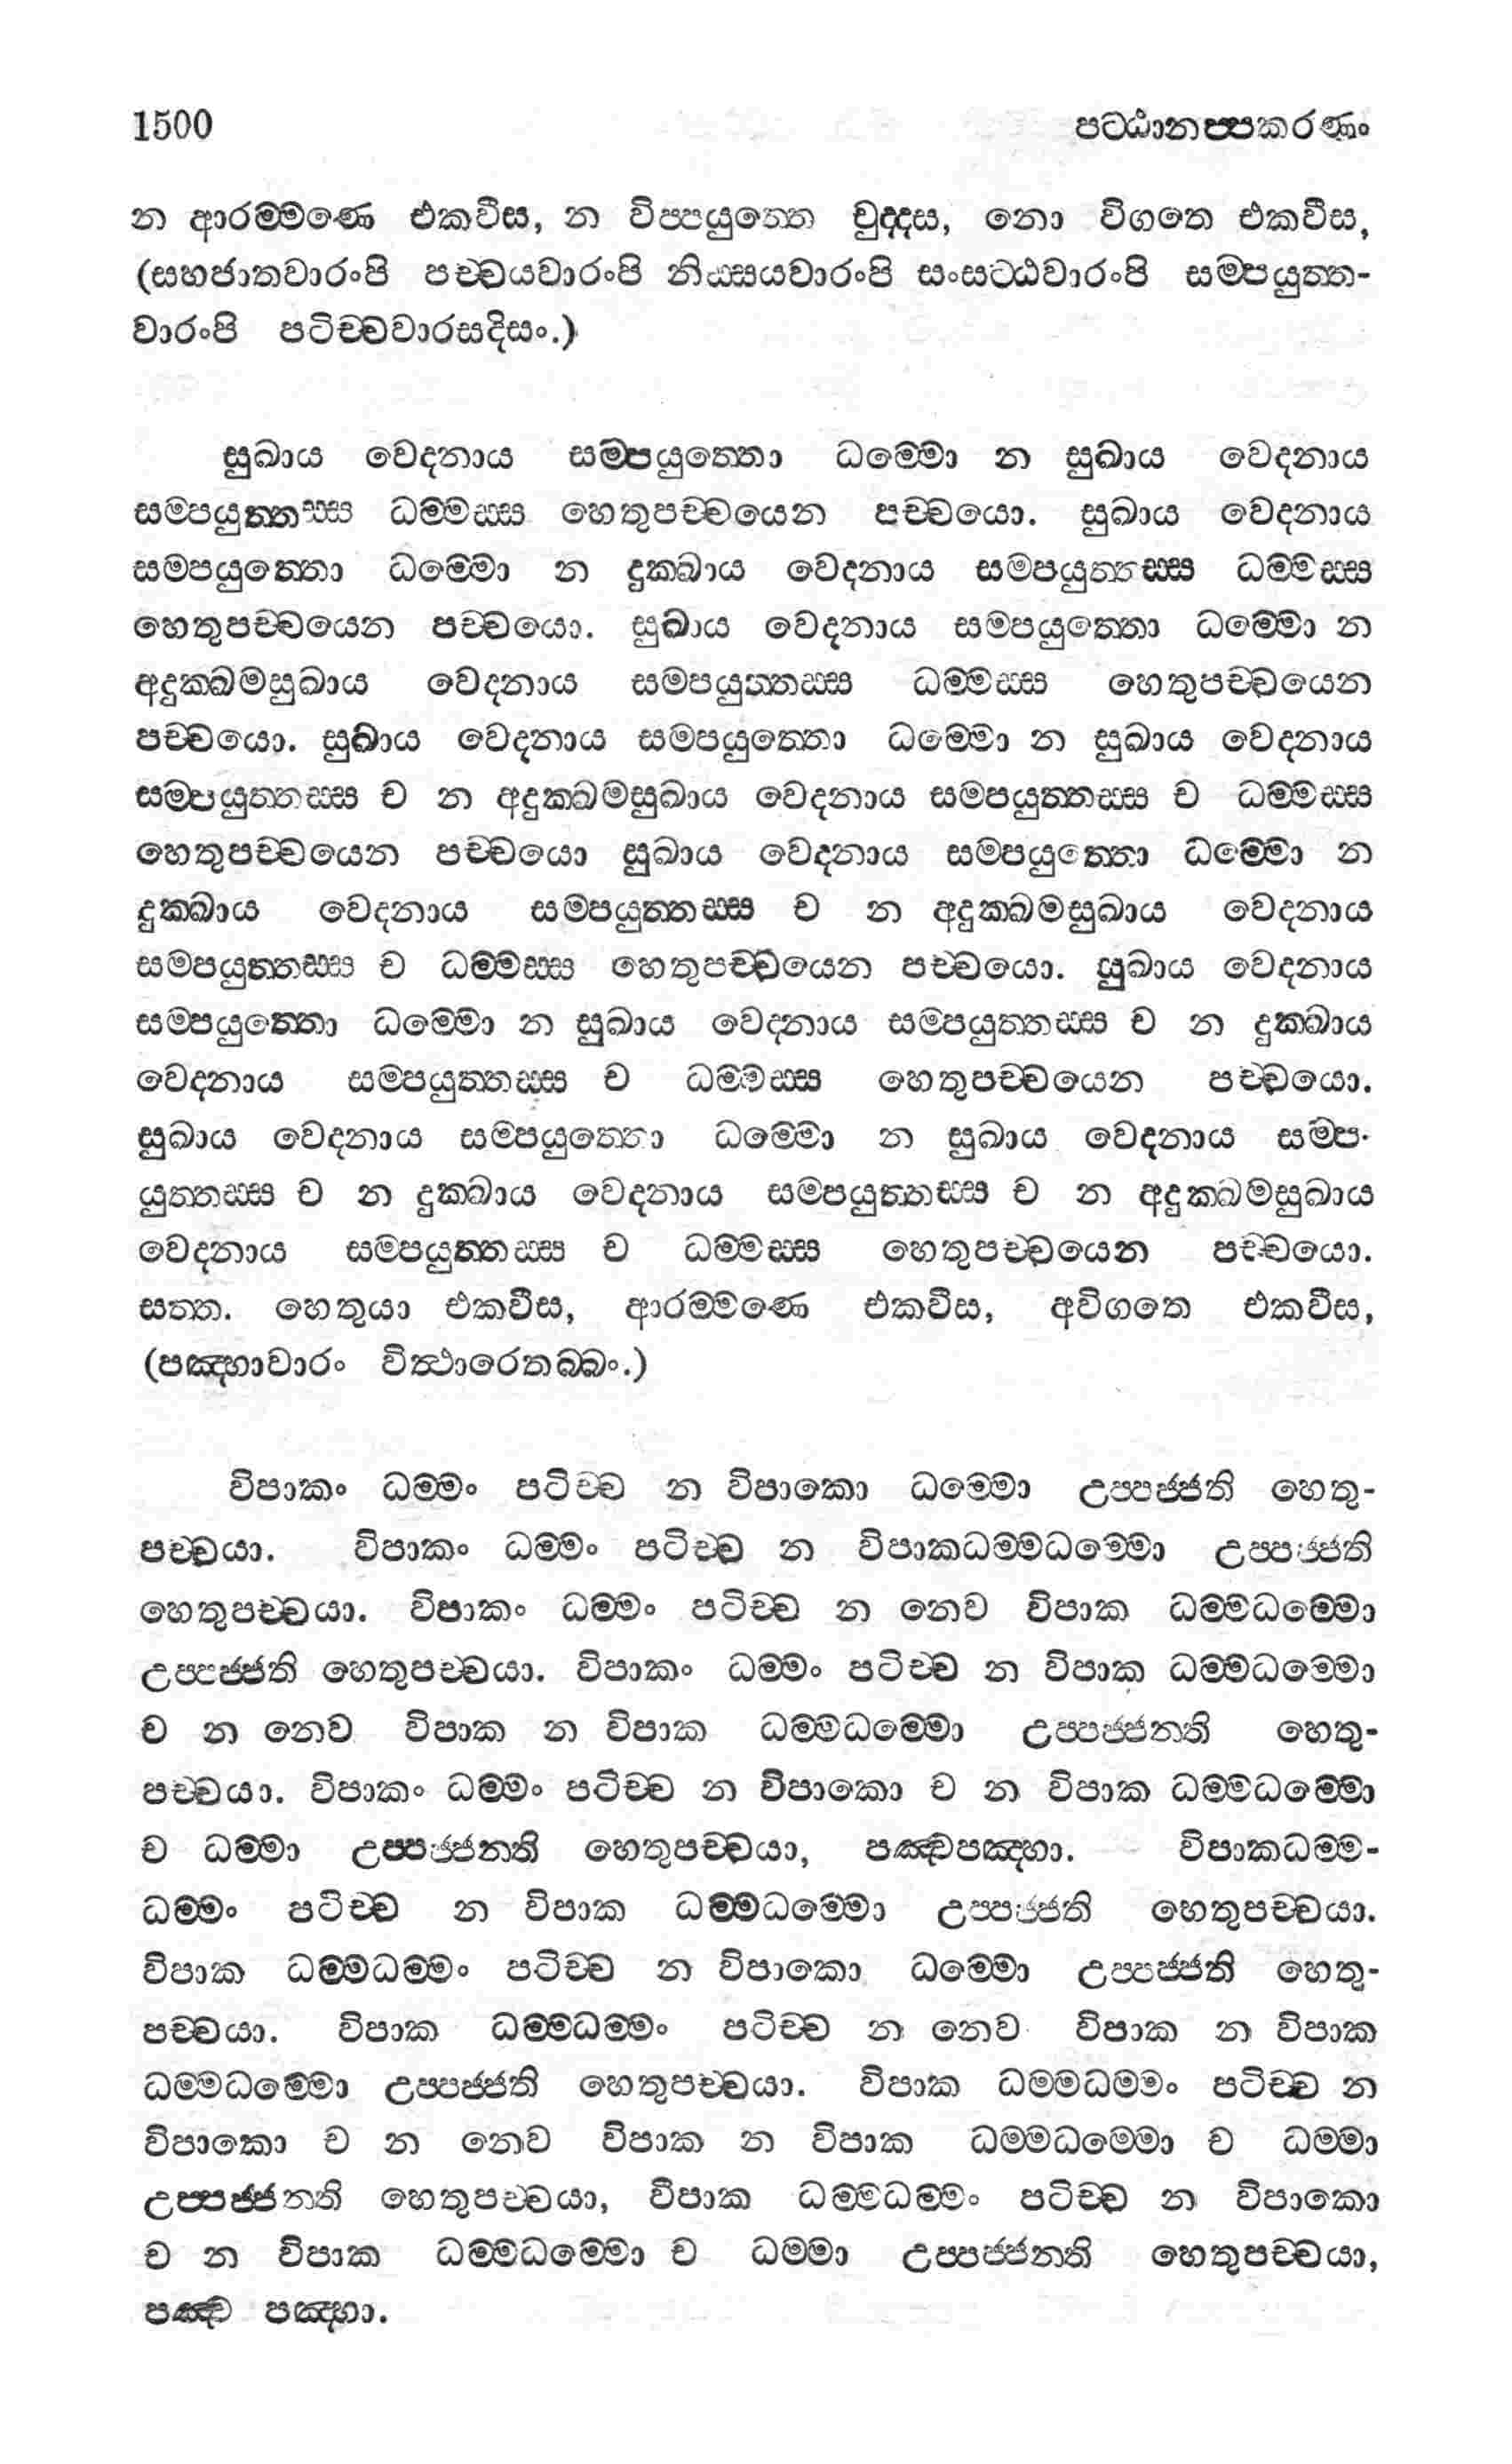 1500 පට්ඨානප්පකරණං
න ආරම්මණෙ එකවීස, න විප්පයුත්තෙ චුද්දස, නො විගතෙ එකවීස,
(සහජාතවාරංපි පච්චයවාරංපි නිස්සයවාරංපි සංසට්ඨවාරංපි සම්පයුත්ත-
වාරංපි පටිච්චවාරසදිසං.)
සුඛාය වෙදනාය සම්පයුත්තො ධම්මො න සුඛාය වෙදනාය
සම්පයුත්තස්ස ධම්මස්ස හෙතුපච්චයෙන පච්චයො. සුඛාය වෙදනාය
සම්පයුත්තො ධම්මො න දුක්ඛාය වෙදනාය සම්පයුත්තස්ස ධම්මස්ස
හෙතුපච්චයෙන පච්චයො. සුඛාය වෙදනාය සම්පයුත්තො ධම්මො න
අදුක්ඛමසුඛාය වෙදනාය සම්පයුත්තස්ස ධම්මස්ස හෙතුපච්චයෙන
පච්චයො. සුඛාය වෙදනාය සම්පයුත්තො ධම්මො න සුඛාය වෙදනාය
සම්පයුත්තස්ස ච න අදුක්ඛමසුඛාය වෙදනාය සම්පයුත්තස්ස ච ධම්මස්ස
හෙතුපච්චයෙන පච්චයො සුඛාය වෙදනාය සම්පයුත්තො ධම්මො න
දුක්ඛාය වෙදනාය සම්පයුත්තස්ස ච න අදුක්ඛමසුඛාය වෙදනාය
සම්පයුත්තස්ස ච ධම්මස්ස හෙතුපච්චයෙන පච්චයො. සුඛාය වෙදනාය
සම්පයුත්තො ධම්මො න සුඛාය වෙදනාය සම්පයුත්තස්ස ච න දුක්ඛාය
වෙදනාය සම්පයුත්තස්ස ච ධම්මස්ස හෙතුපච්චයෙන පච්චයො.
සුඛාය වෙදනාය සම්පයුත්තො ධම්මො න සුඛාය වෙදනාය සම්ප-
යුත්තස්ස ච න දුක්ඛාය වෙදනාය සම්පයුත්තස්ස ච න අදුක්ඛමසුඛාය
වෙදනාය සම්පයුත්තස්ස ච ධම්මස්ස හෙතුපච්චයෙන පච්චයො.
සත්ත. හෙතුයා එකවීස, ආරම්මණෙ එකවීස, අවිගතෙ එකවීස,
(පඤ්හාවාරං විත්ථාරෙතබ්බං.)
විපාකං ධම්මං පටිච්ච න විපාකො ධම්මො උප්පජ්ජති හෙතු-
පච්චයා. විපාකං ධම්මං පටිච්ච න විපාකධම්මධම්මො උප්පජ්ජති
හෙතුපච්චයා. විපාකං ධම්මං පටිච්ච න නෙව විපාක ධම්මධම්මො
උප්පජ්ජති හෙතුපච්චයා. විපාකං ධම්මං පටිච්ච න විපාක ධම්මධම්මො
ච න නෙව විපාක න විපාක ධම්මධම්මො උප්පජ්ජන්ති හෙතු-
පච්චයා. විපාකං ධම්මං පටිච්ච න විපාකො ච න විපාක ධම්මධම්මො
ච ධම්මා උප්පජ්ජන්ති හෙතුපච්චයා, පඤ්චපඤ්හා. විපාකධම්ම-
ධම්මං පටිච්ච න විපාක ධම්මධම්මො උප්පජ්ජති හෙතුපච්චයා.
විපාක ධම්මධම්මං පටිච්ච න විපාකො ධම්මො උප්පජ්ජති හෙතු-
පච්චයා. විපාක ධම්මධම්මං පටිච්ච න නෙව විපාක න විපාක
ධම්මධම්මො උප්පජ්ජති හෙතුපච්චයා. විපාක ධම්මධම්මං පටිච්ච න
විපාකො ච න නෙව විපාක න විපාක ධම්මධම්මො ච ධම්මා
උප්පජ්ජන්ති හෙතුපච්චයා, විපාක ධම්මධම්මං පටිච්ච න විපාකො
ච න විපාක ධම්මධම්මො ච ධම්මා උප්පජ්ජන්ති හෙතුපච්චයා,
පඤ්ච පඤ්හා.